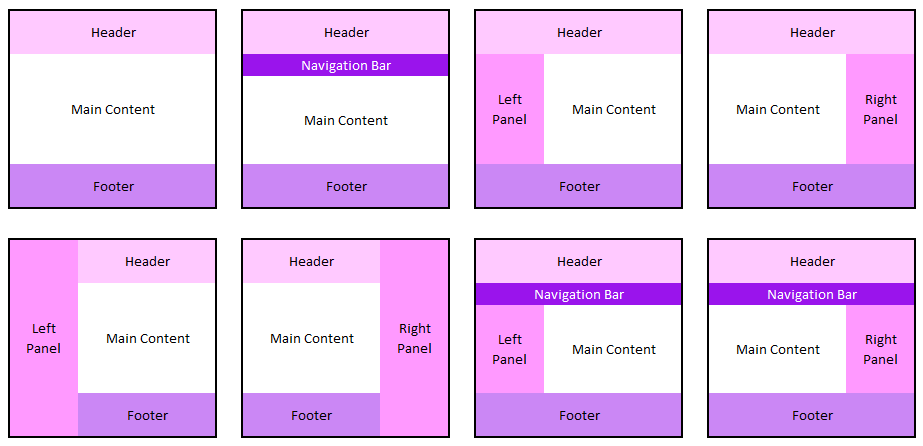 Header
Main Content
Footer
Header
Navigation Bar
Main Content
Footer
Header
Left
Panel
Main Content
Footer
Header
Main Content
Right
Panel
Footer
Left
Panel
Header
Main Content
Footer
Header
Main Content
Footer
Right
Panel
Header
Navigation Bar
Left
Panel
Main Content
Footer
Header
Navigation Bar
Main Content
Right
Panel
Footer